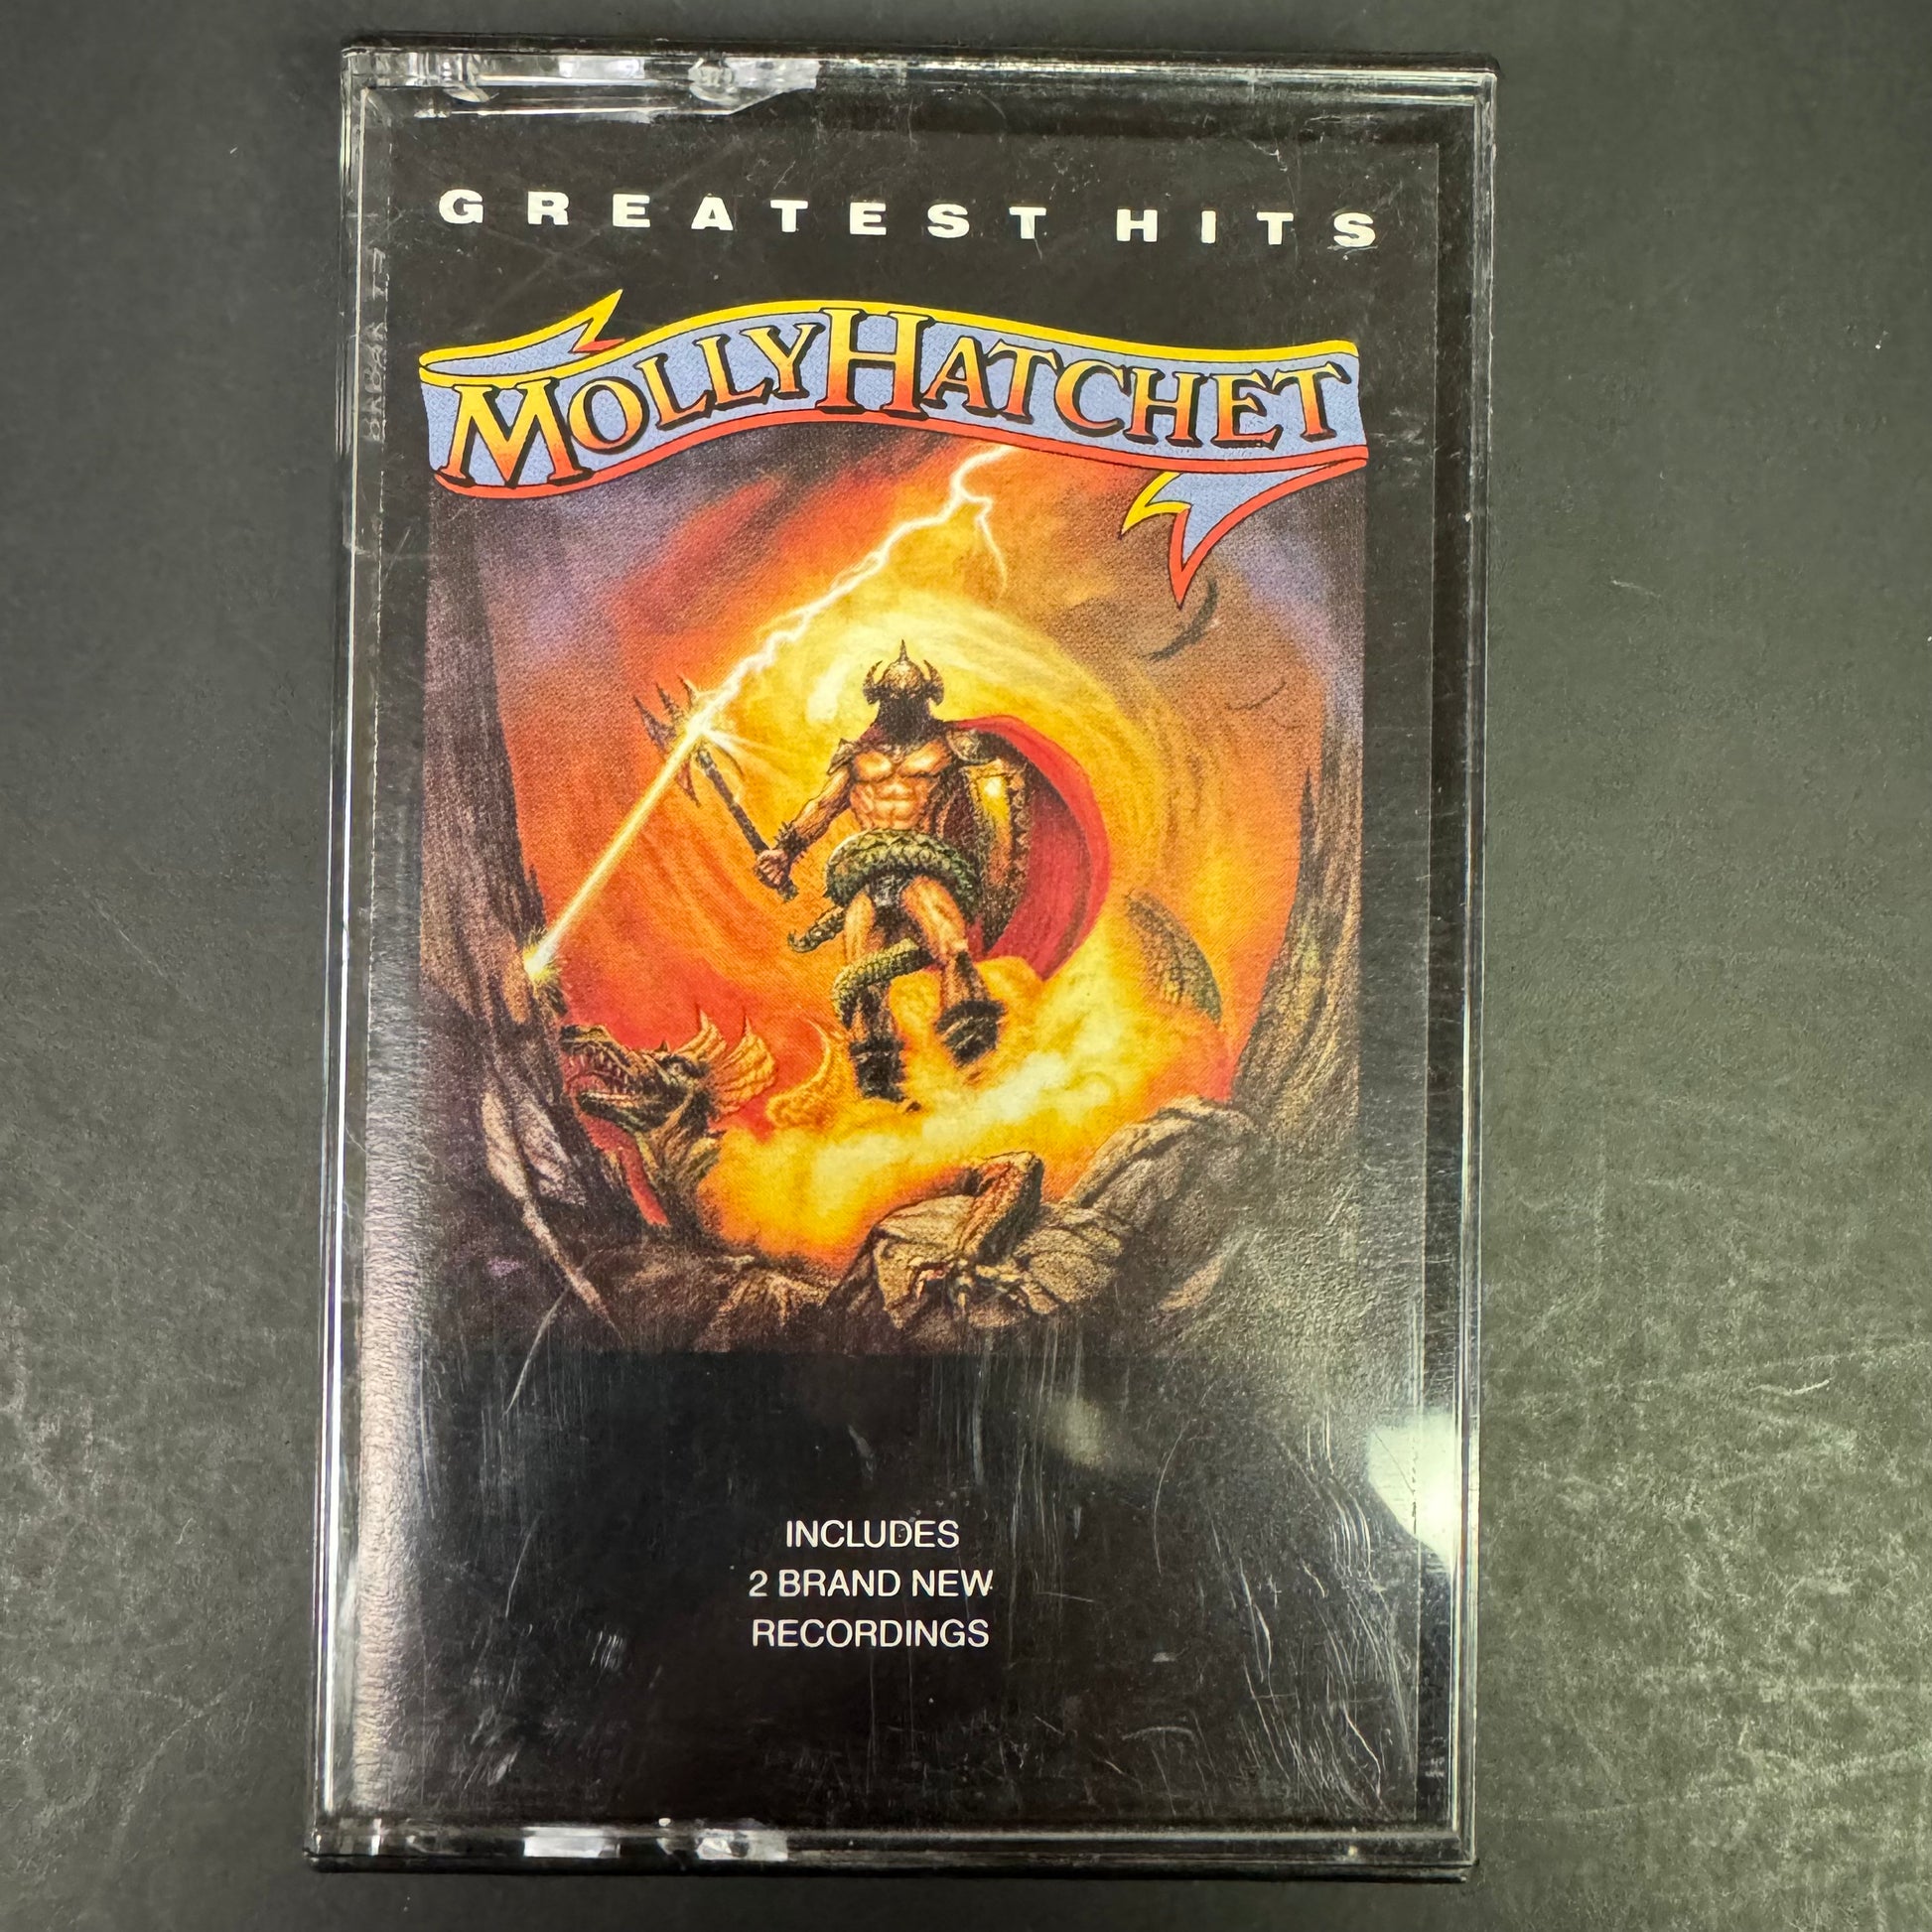 GREATEST HITS
MOLLY HATCHET
INCLUDES
2 BRAND NEW
RECORDINGS